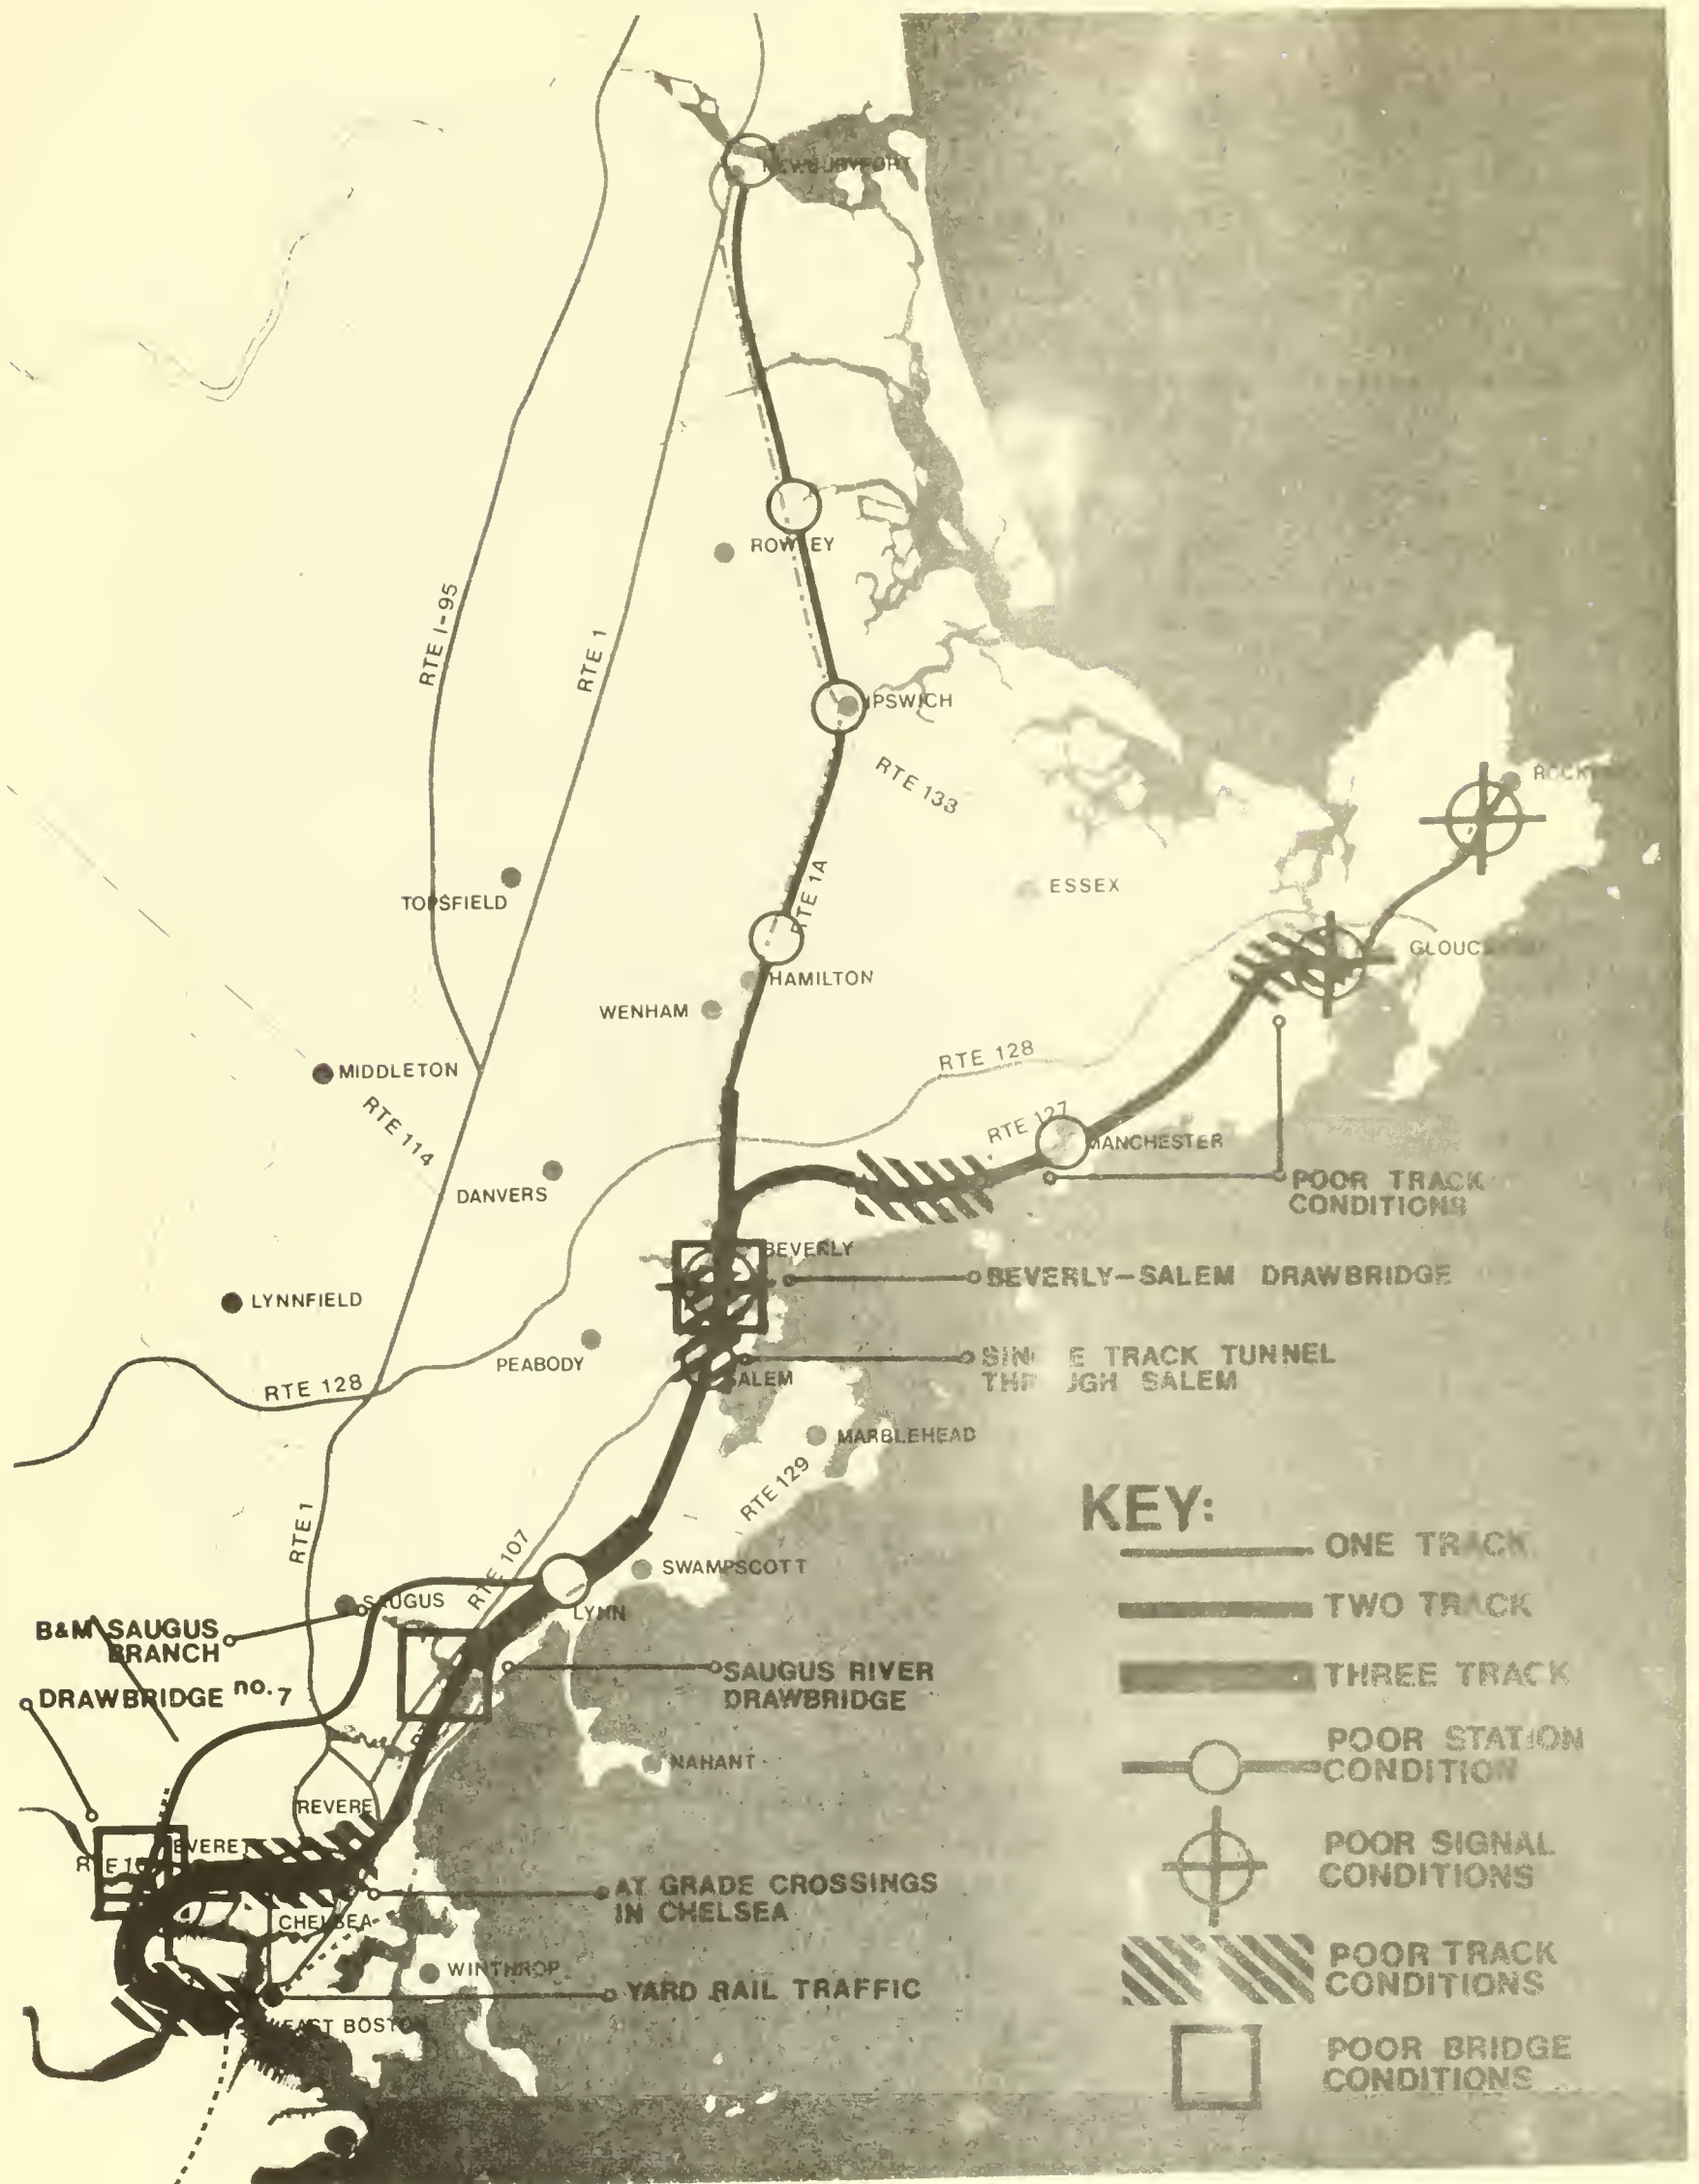 NEWBURYPORT
ROWLEY
RTE I-95
RTE 1
IPSWICH
RTE 133
RTE 1A
TOPSFIELD
ESSEX
HAMILTON
WENHAM
RTE 128
MIDDLETON
RTE 114
RTE 127
MANCHESTER
DANVERS
POOR TRACK
CONDITIONS
BEVERLY
BEVERLY-SALEM DRAWBRIDGE
LYNNFIELD
PEABODY
TRACK TUNNEL
SALEM
SALEM
RTE 128
MARBLEHEAD
RTE 129
RTE 1
RTE 107
SWAMPSCOTT
SAUGUS
LYNN
B&M SAUGUS
BRANCH
DRAWBRIDGE no. 7
SAUGUS RIVER
DRAWBRIDGE
NAHANT
REVERE
EVERETT
AT GRADE CROSSINGS
IN CHELSEA
CHELSEA
WINTHROP
YARD RAIL TRAFFIC
EAST BOSTON
KEY:
ONE TRACK
TWO TRACK
THREE TRACK
POOR STATION
CONDITION
POOR SIGNAL
CONDITIONS
POOR TRACK
CONDITIONS
POOR BRIDGE
CONDITIONS